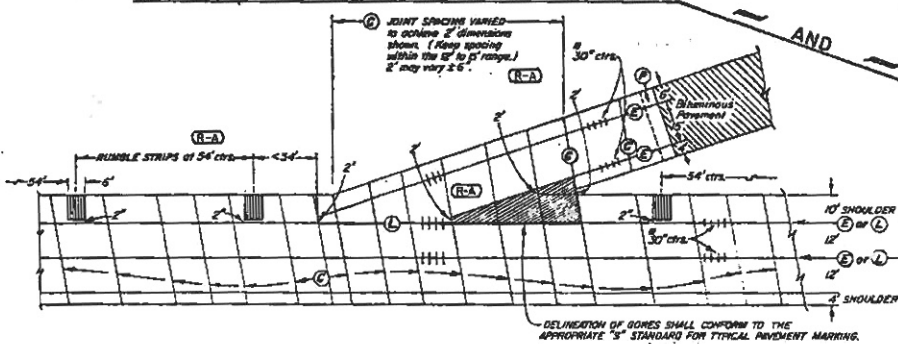 AND
C JOINT SPACING VARIED
to achieve 2' dimensions
shown. (Keep spacing
within the 12' to 15' range.)
2' may vary ± 6".
R-A
30" ctrs.
P
6'
E
Bituminous
Pavement
2'
5'
R-A
2'
G
C
E
4'
RUMBLE STRIPS at 54' ctrs.
<54'
2'
R-A
54'
6'
54' ctrs.
2"
2"
2"
L
10' SHOULDER
E or L
30" ctrs.
12'
E or L
C
12'
4' SHOULDER
DELINEATION OF GORES SHALL CONFORM TO THE
APPROPRIATE "S" STANDARD FOR TYPICAL PAVEMENT MARKING.